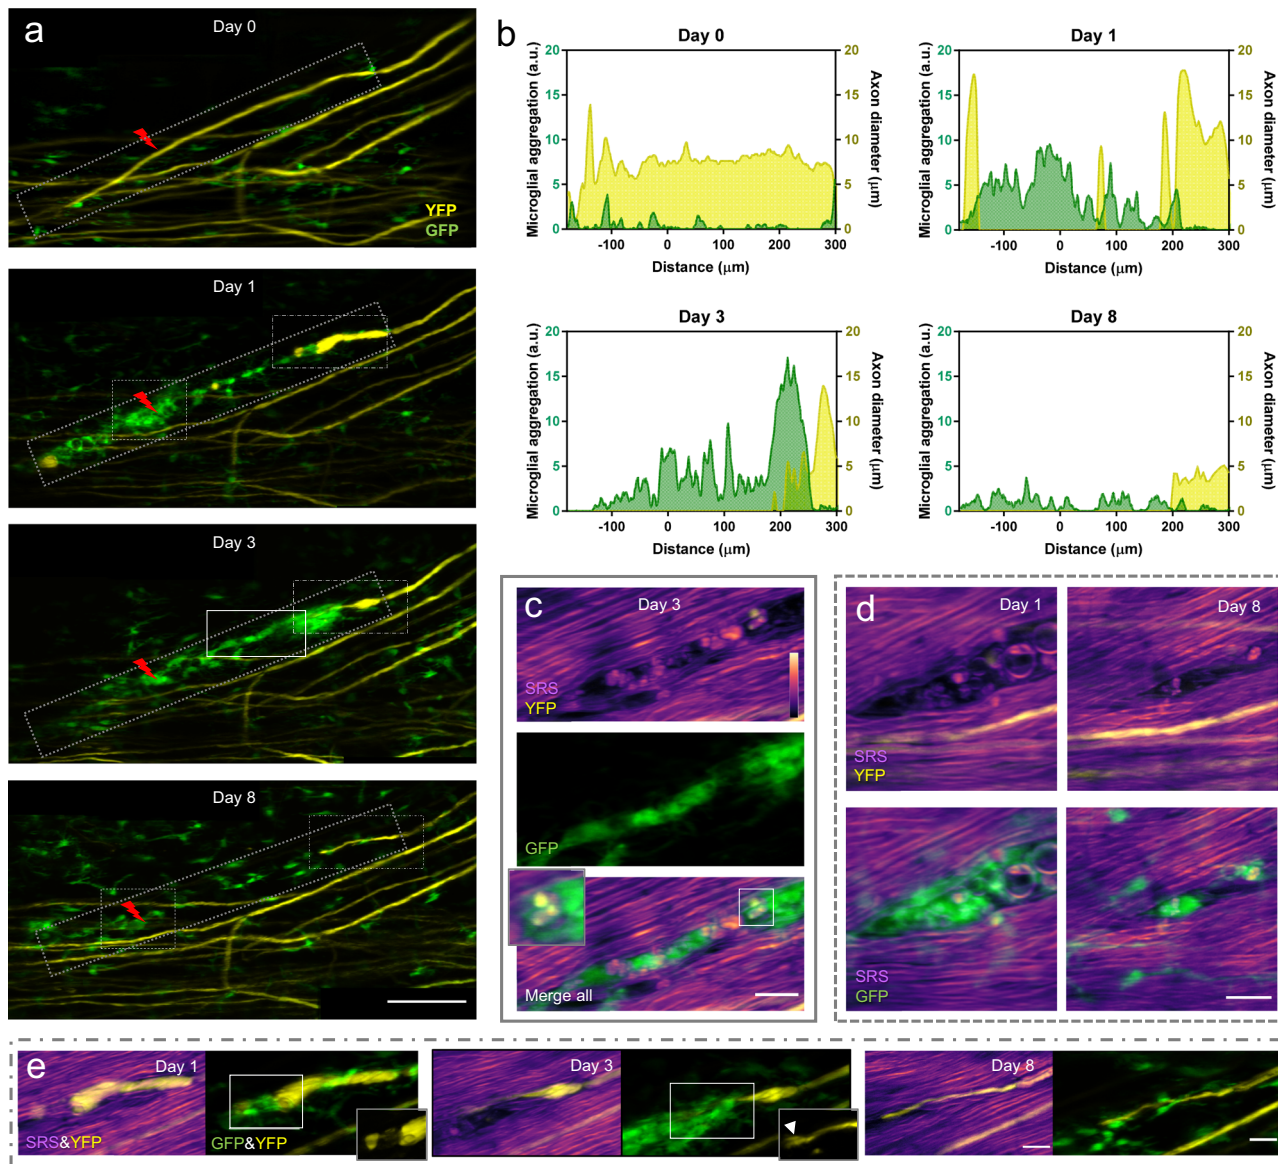 a
Day 0
YFP
GFP
Day 1
Day 3
Day 8
b
Day 0
Microglial aggregation (a.u.)
Axon diameter (μm)
20
15
10
5
0
20
15
10
5
0
-100 0 100 200 300
Distance (μm)
Day 1
Microglial aggregation (a.u.)
Axon diameter (μm)
20
15
10
5
0
20
15
10
5
0
-100 0 100 200 300
Distance (μm)
Day 3
Microglial aggregation (a.u.)
Axon diameter (μm)
20
15
10
5
0
20
15
10
5
0
-100 0 100 200 300
Distance (μm)
Day 8
Microglial aggregation (a.u.)
Axon diameter (μm)
20
15
10
5
0
20
15
10
5
0
-100 0 100 200 300
Distance (μm)
c
Day 3
SRS
YFP
GFP
Merge all
d
Day 1
SRS
YFP
Day 8
SRS
GFP
e
Day 1
SRS&YFP
GFP&YFP
Day 3
Day 8